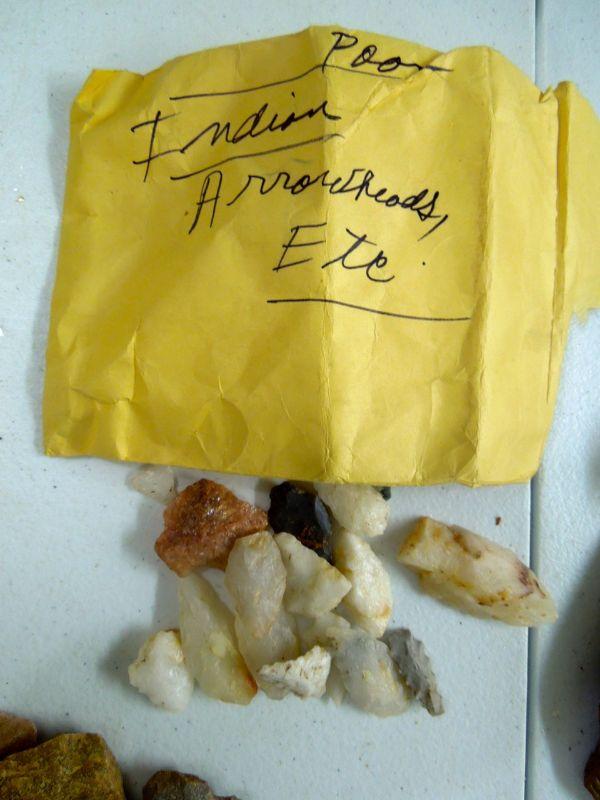 Poor
Indian
Arrowheads,
Etc.